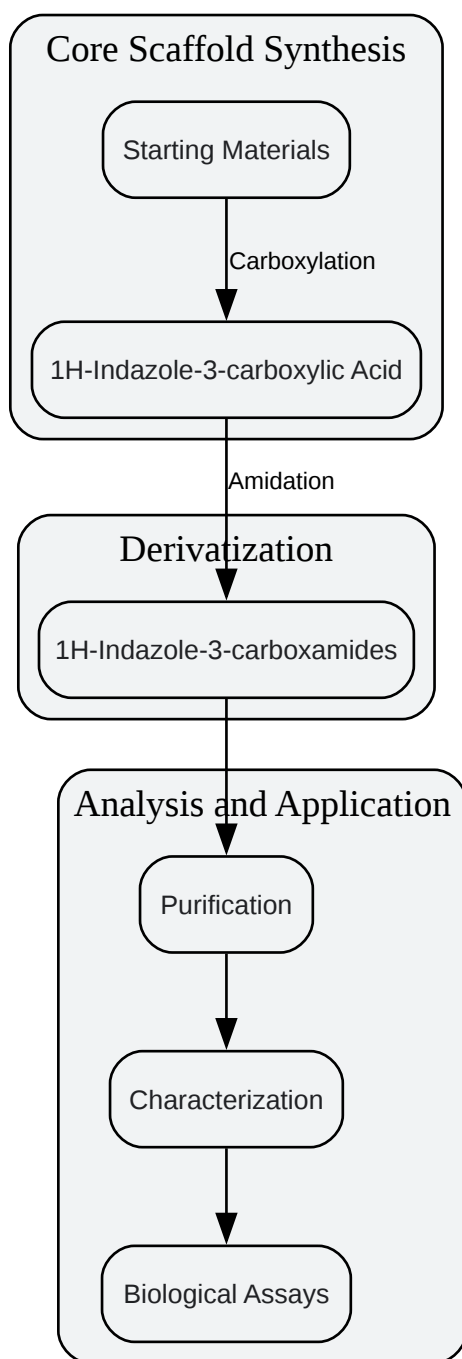 Core Scaffold Synthesis
Starting Materials
Carboxylation
1H-Indazole-3-carboxylic Acid
Amidation
Derivatization
1H-Indazole-3-carboxamides
Analysis and Application
Purification
Characterization
Biological Assays